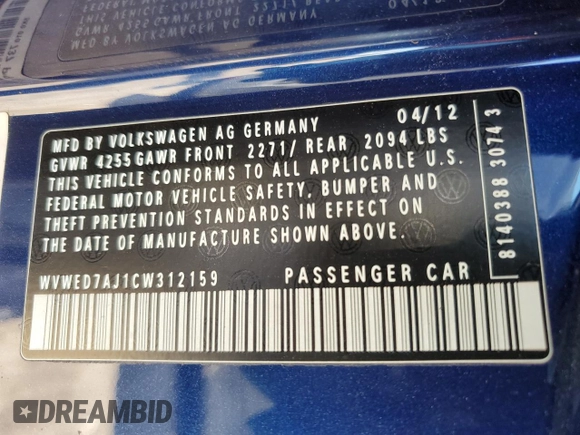 MFD BY VOLKSWAGEN AG GERMANY 04/12
GVWR 4255 GAWR FRONT 2271/ REAR 2094 LBS
THIS VEHICLE CONFORMS TO ALL APPLICABLE U.S.
FEDERAL MOTOR VEHICLE SAFETY, BUMPER AND
THEFT PREVENTION STANDARDS IN EFFECT ON
THE DATE OF MANUFACTURE SHOWN ABOVE.
WVWED7AJ1CW312159 PASSENGER CAR
8140388 3074 3
DREAMBID